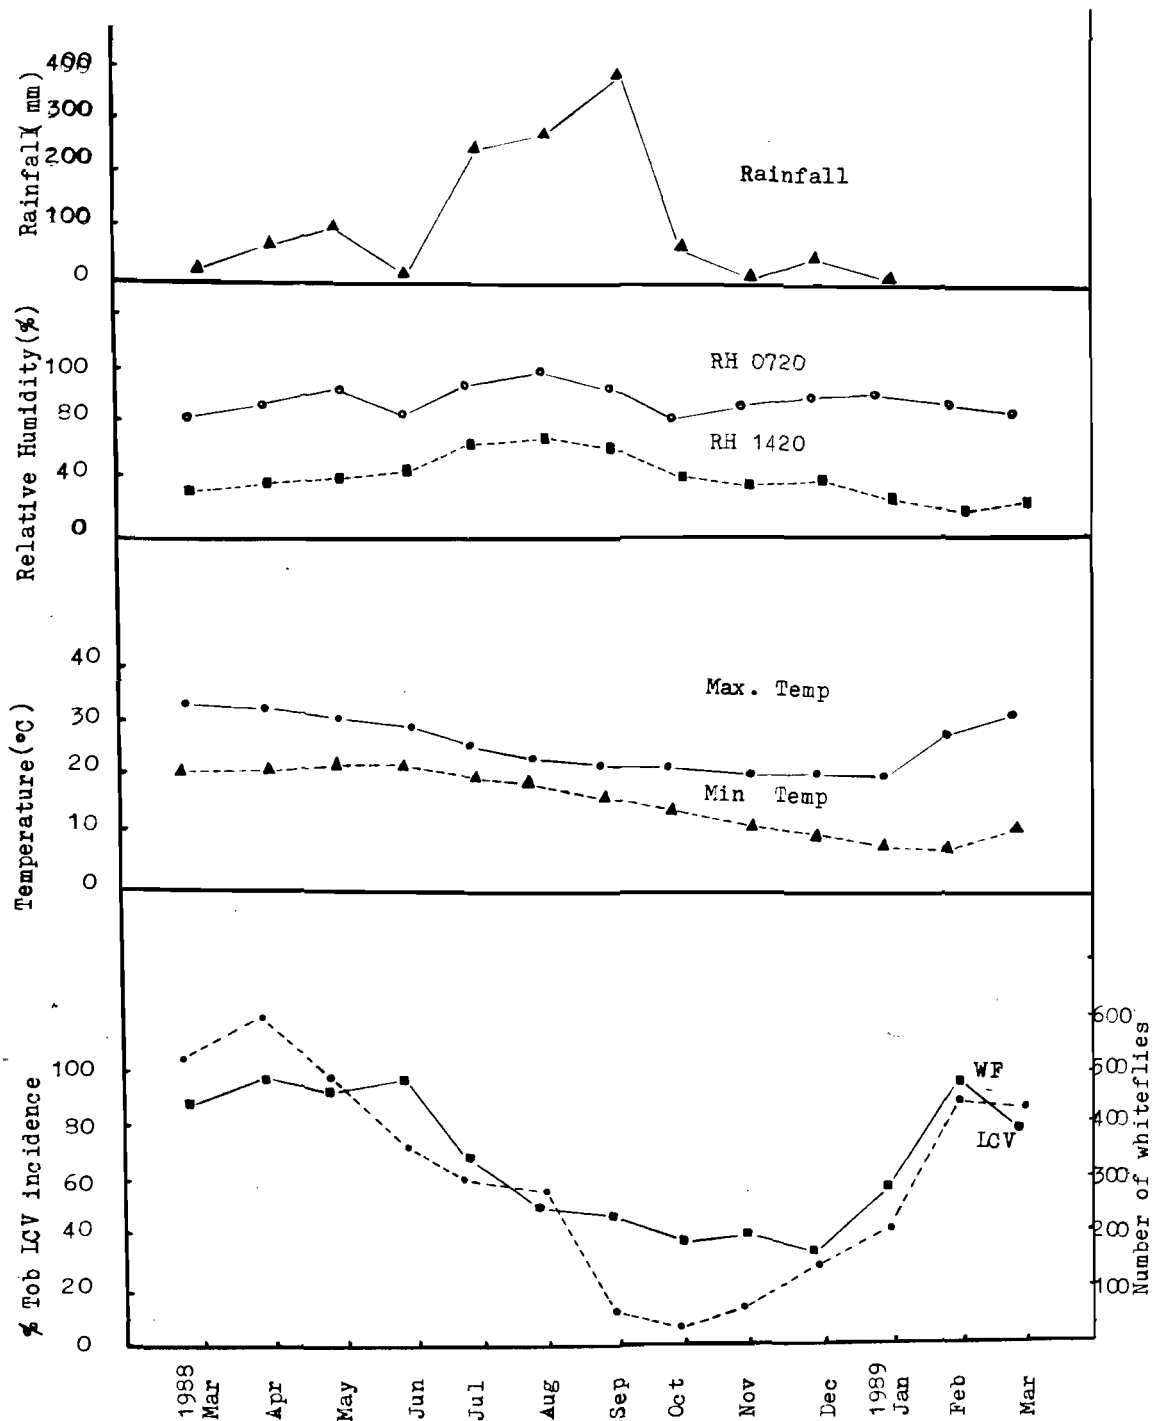 Rainfall( mm)
400
300
200
100
0
Rainfall
Relative Humidity(%)
100
80
40
0
RH 0720
RH 1420
Temperature(°C)
40
30
20
10
0
Max. Temp
Min Temp
% Tob LCV incidence
100
80
60
40
20
0
WF
LCV
600
500
400
300
200
100
Number of whiteflies
1988
Mar
Apr
May
Jun
Jul
Aug
Sep
Oct
Nov
Dec
1989
Jan
Feb
Mar